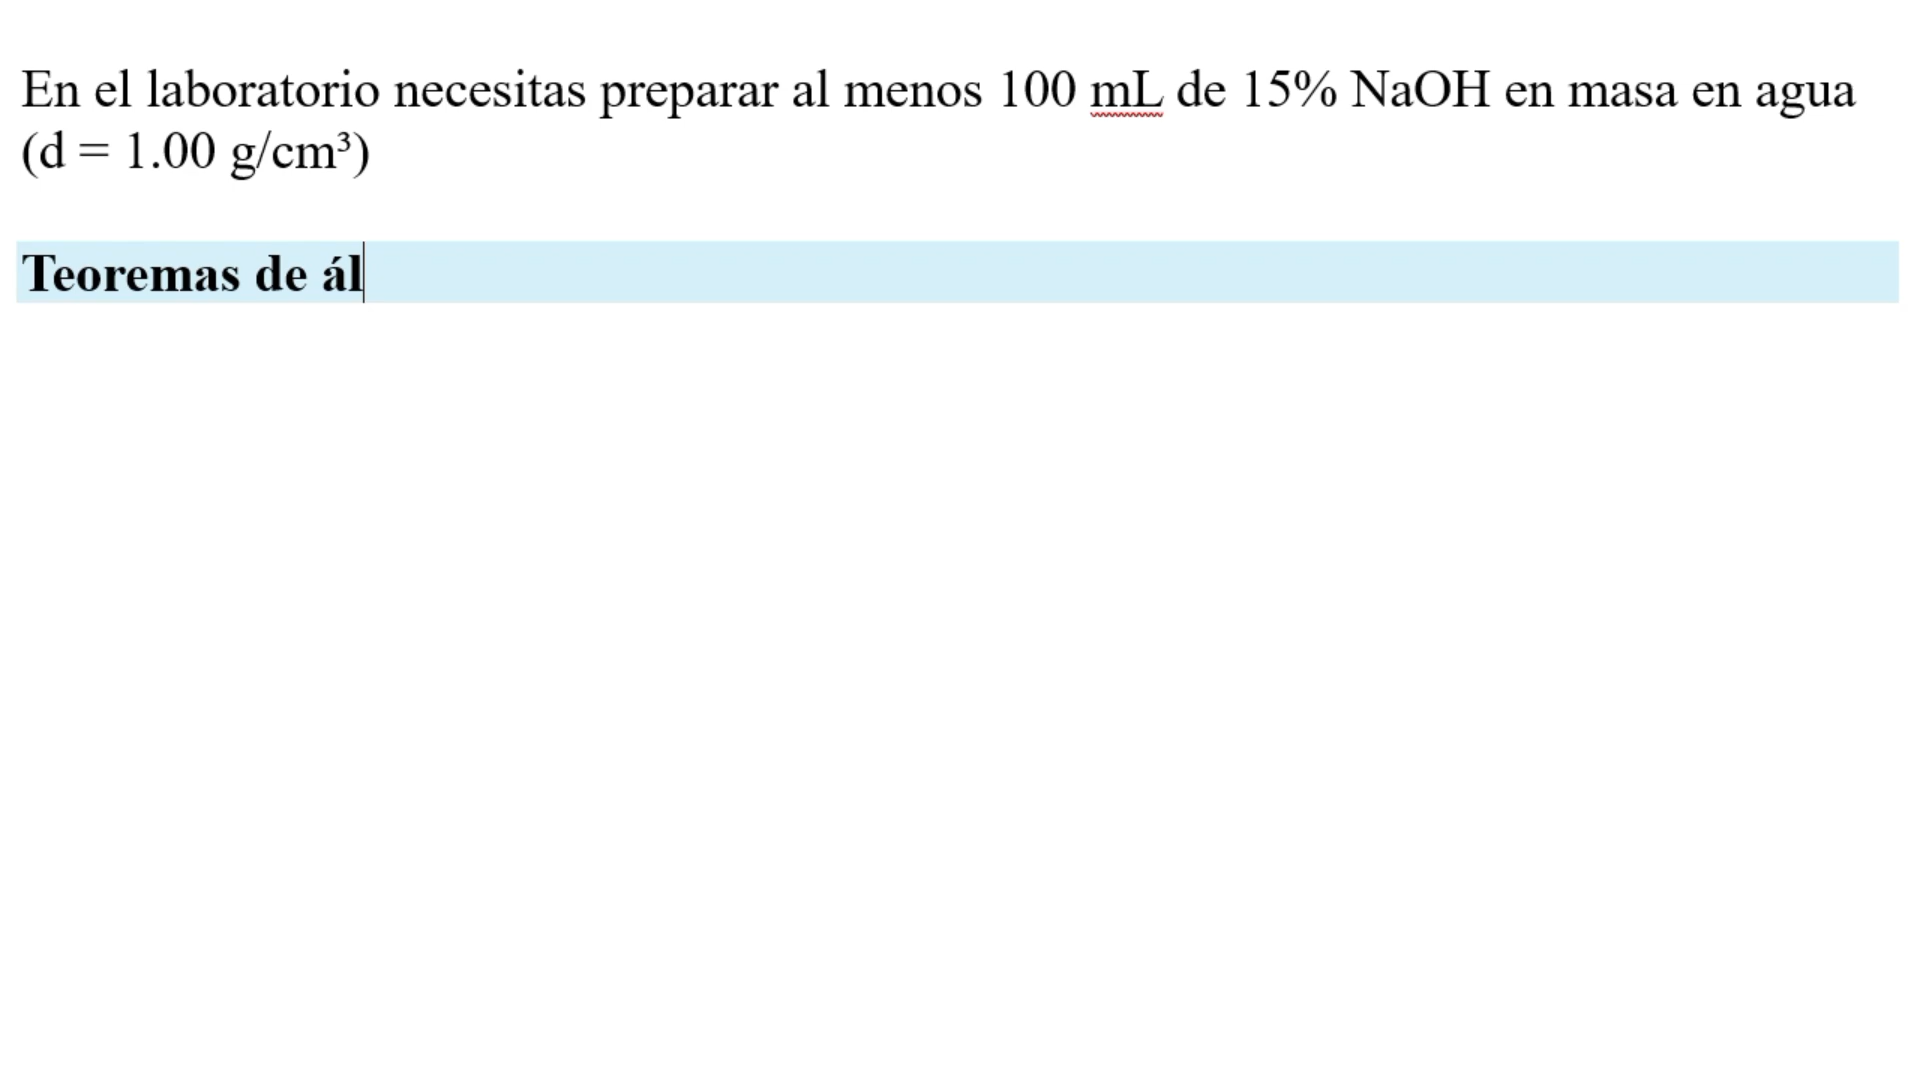 En el laboratorio necesitas preparar al menos 100 mL de 15% NaOH en masa en agua
(d = 1.00 g/cm³)
Teoremas de ál